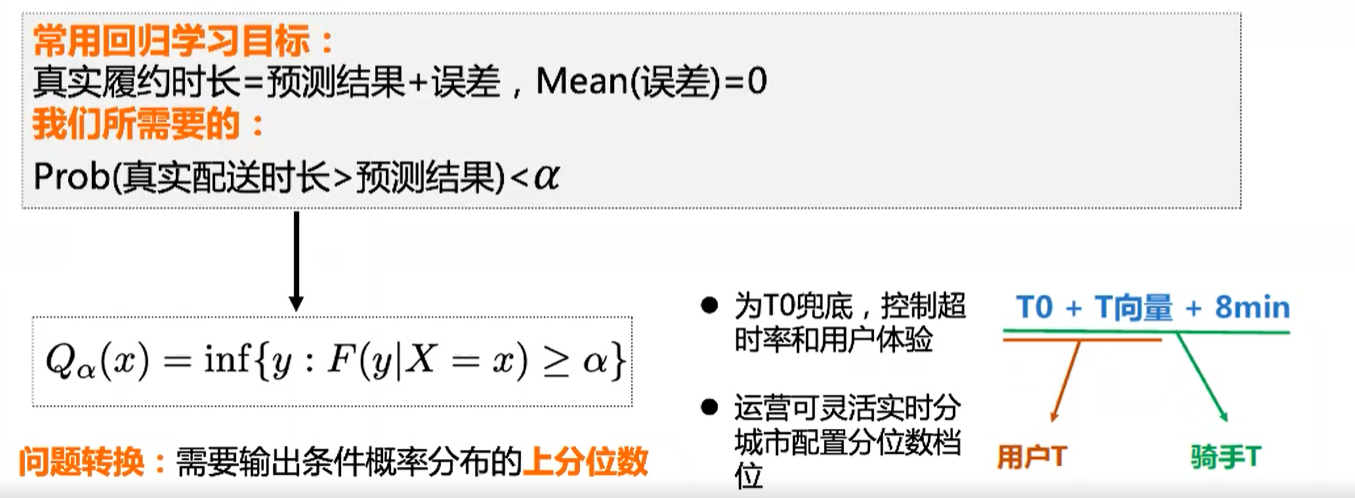 常用回归学习目标：
真实履约时长=预测结果+误差，Mean(误差)=0
我们所需要的：
Prob(真实配送时长>预测结果)<α
Qα(x) = inf{y : F(y|X = x) ≥ α}
问题转换：需要输出条件概率分布的上分位数
● 为T0兜底，控制超
时率和用户体验
● 运营可灵活实时分
城市配置分位数档
位
T0 + T向量 + 8min
用户T
骑手T